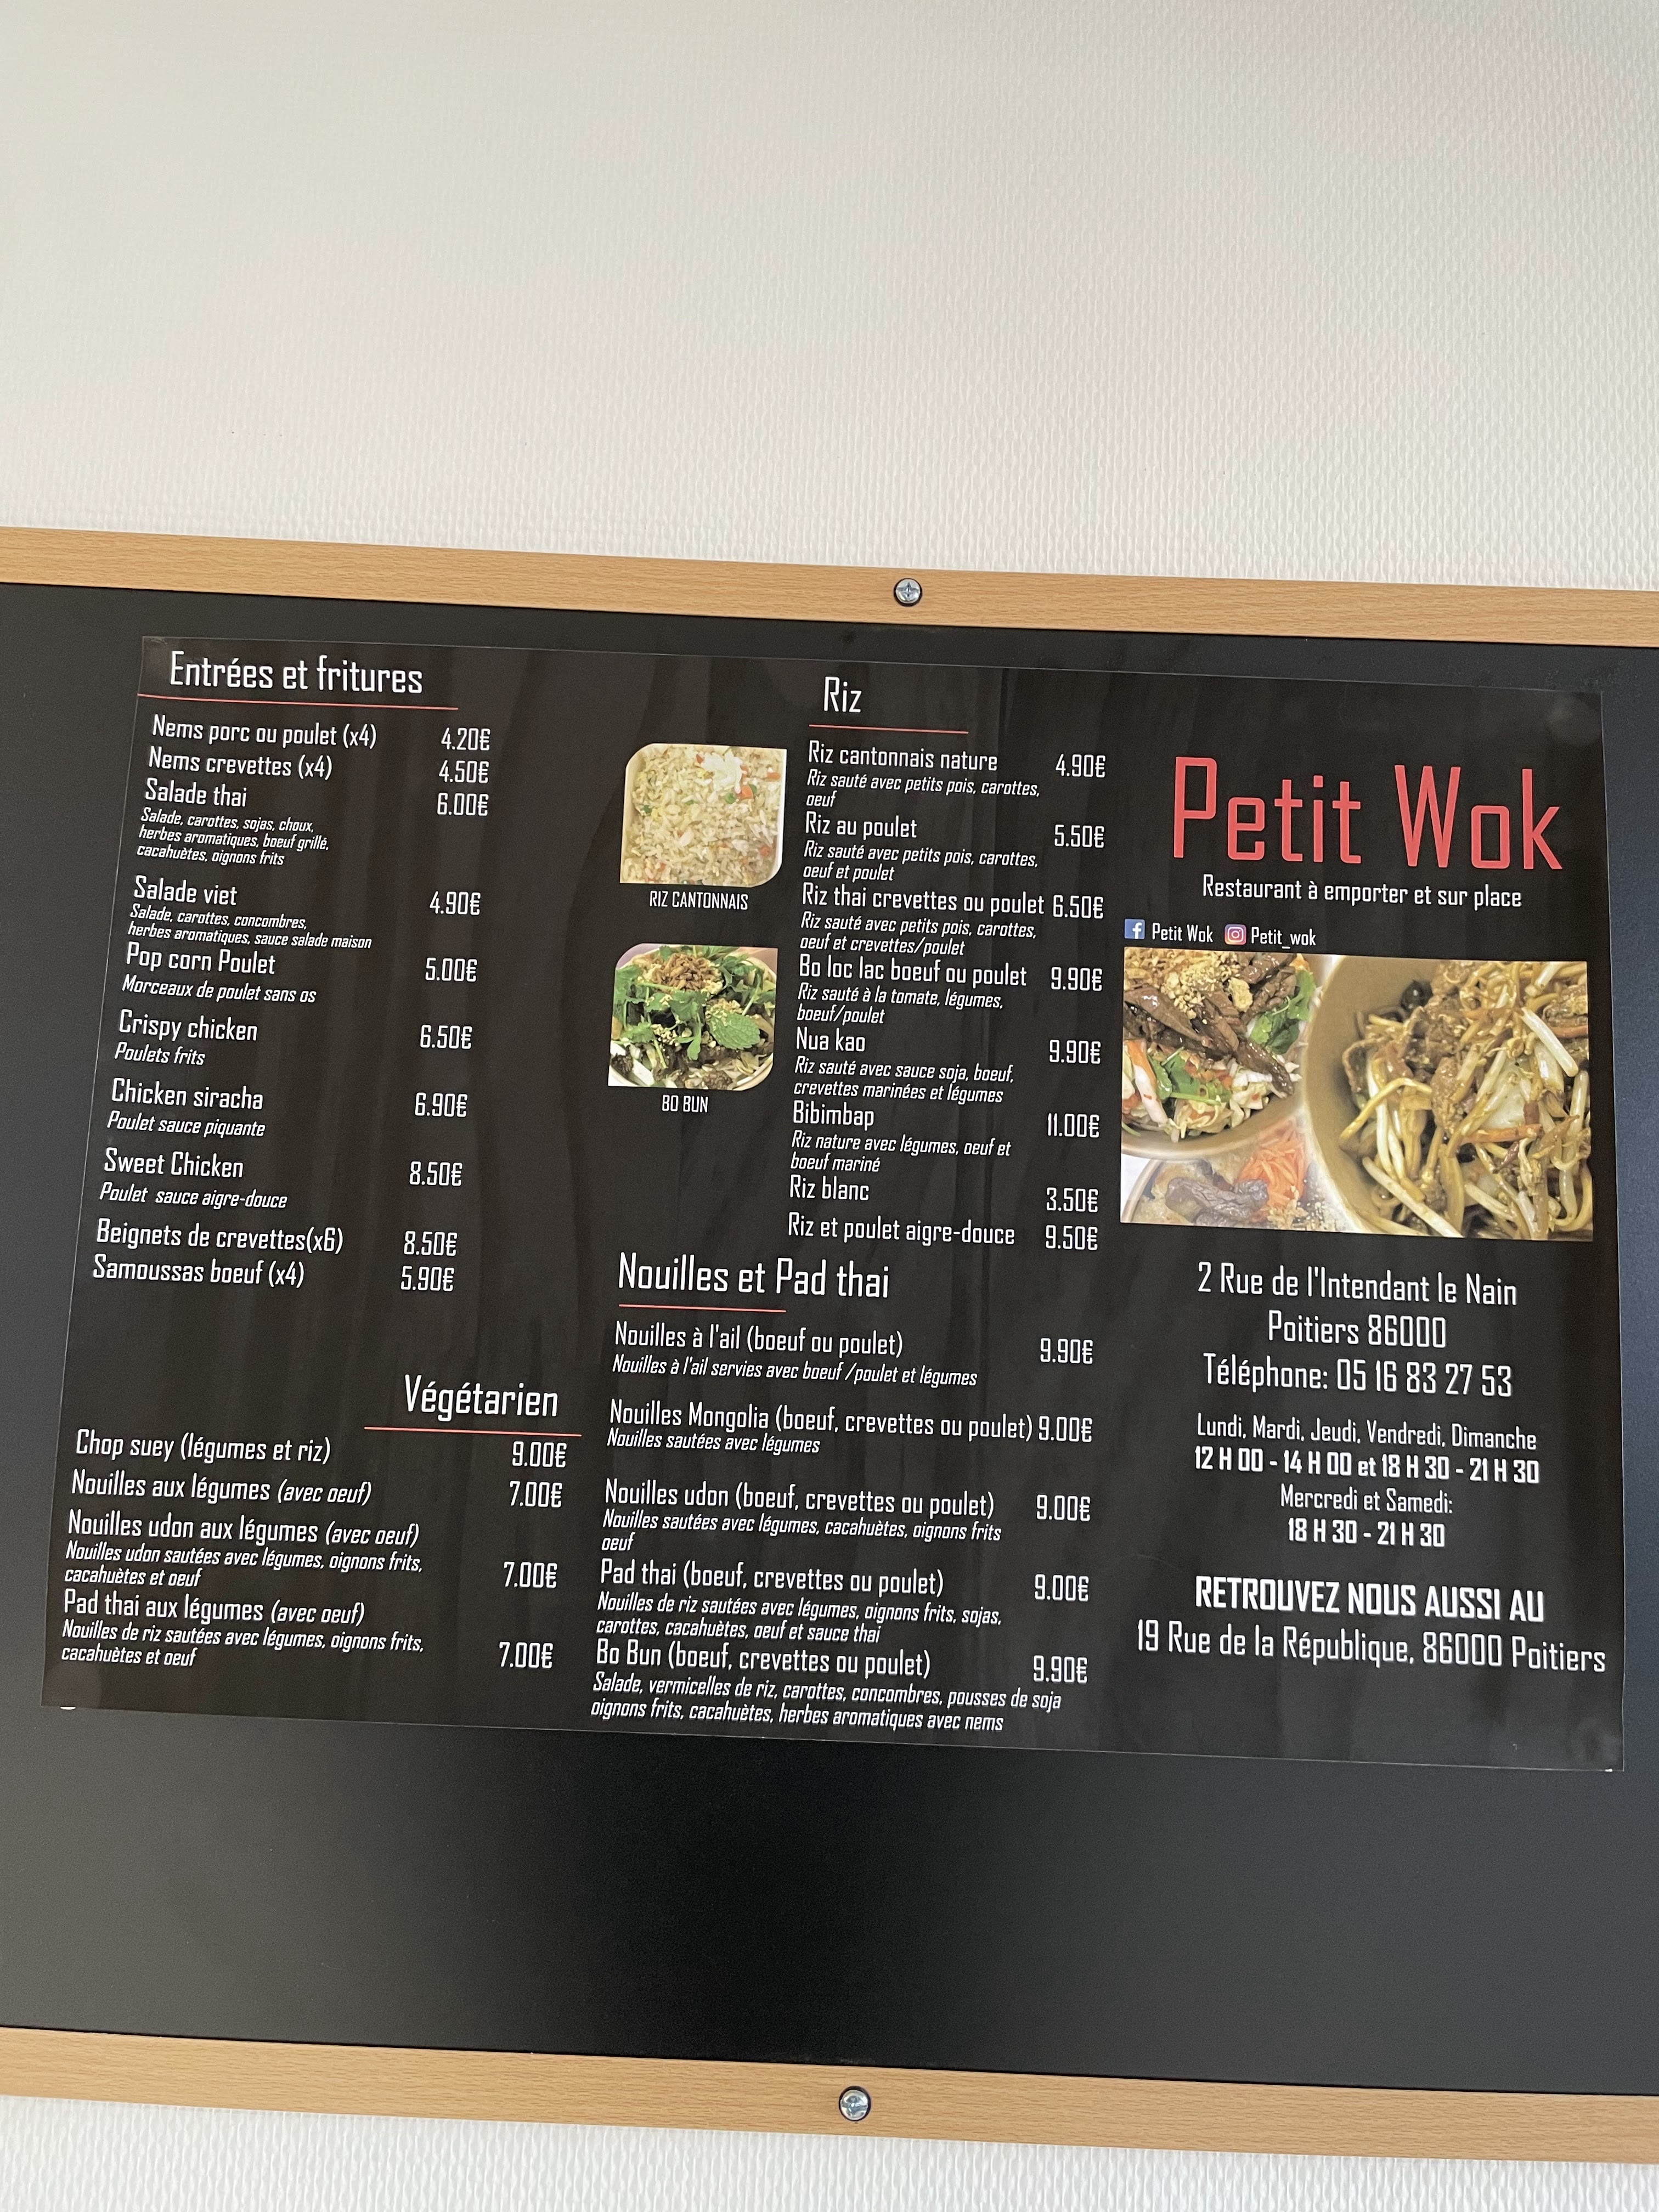 Entrées et fritures
Nems porc ou poulet (x4) 4.20€
Nems crevettes (x4) 4.50€
Salade thai 6.00€
Salade, carottes, sojas, choux,
herbes aromatiques, boeuf grillé,
cacahuètes, oignons frits
Salade viet 4.90€
Salade, carottes, concombres,
herbes aromatiques, sauce salade maison
Pop corn Poulet 5.00€
Morceaux de poulet sans os
Crispy chicken 6.50€
Poulets frits
Chicken siracha 6.90€
Poulet sauce piquante
Sweet Chicken 8.50€
Poulet sauce aigre-douce
Beignets de crevettes(x6) 8.50€
Samoussas boeuf (x4) 5.90€
Végétarien
Chop suey (légumes et riz) 9.00€
Nouilles aux légumes (avec oeuf) 7.00€
Nouilles udon aux légumes (avec oeuf)
Nouilles udon sautées avec légumes, oignons frits,
cacahuètes et oeuf 7.00€
Pad thai aux légumes (avec oeuf)
Nouilles de riz sautées avec légumes, oignons frits,
cacahuètes et oeuf 7.00€
RIZ CANTONNAIS
BO BUN
Riz
Riz cantonnais nature 4.90€
Riz sauté avec petits pois, carottes,
oeuf
Riz au poulet 5.50€
Riz sauté avec petits pois, carottes,
oeuf et poulet
Riz thai crevettes ou poulet 6.50€
Riz sauté avec petits pois, carottes,
oeuf et crevettes/poulet
Bo loc lac boeuf ou poulet 9.90€
Riz sauté à la tomate, légumes,
boeuf/poulet
Nua kao 9.90€
Riz sauté avec sauce soja, boeuf,
crevettes marinées et légumes
Bibimbap 11.00€
Riz nature avec légumes, oeuf et
boeuf mariné
Riz blanc 3.50€
Riz et poulet aigre-douce 9.50€
Nouilles et Pad thai
Nouilles à l'ail (boeuf ou poulet) 9.90€
Nouilles à l'ail servies avec boeuf /poulet et légumes
Nouilles Mongolia (boeuf, crevettes ou poulet) 9.00€
Nouilles sautées avec légumes
Nouilles udon (boeuf, crevettes ou poulet) 9.00€
Nouilles sautées avec légumes, cacahuètes, oignons frits
oeuf
Pad thai (boeuf, crevettes ou poulet) 9.00€
Nouilles de riz sautées avec légumes, oignons frits, sojas,
carottes, cacahuètes, oeuf et sauce thai
Bo Bun (boeuf, crevettes ou poulet) 9.90€
Salade, vermicelles de riz, carottes, concombres, pousses de soja
oignons frits, cacahuètes, herbes aromatiques avec nems
Petit Wok
Restaurant à emporter et sur place
f Petit Wok Petit_wok
2 Rue de l'Intendant le Nain
Poitiers 86000
Téléphone: 05 16 83 27 53
Lundi, Mardi, Jeudi, Vendredi, Dimanche
12 H 00 - 14 H 00 et 18 H 30 - 21 H 30
Mercredi et Samedi:
18 H 30 - 21 H 30
RETROUVEZ NOUS AUSSI AU
19 Rue de la République, 86000 Poitiers